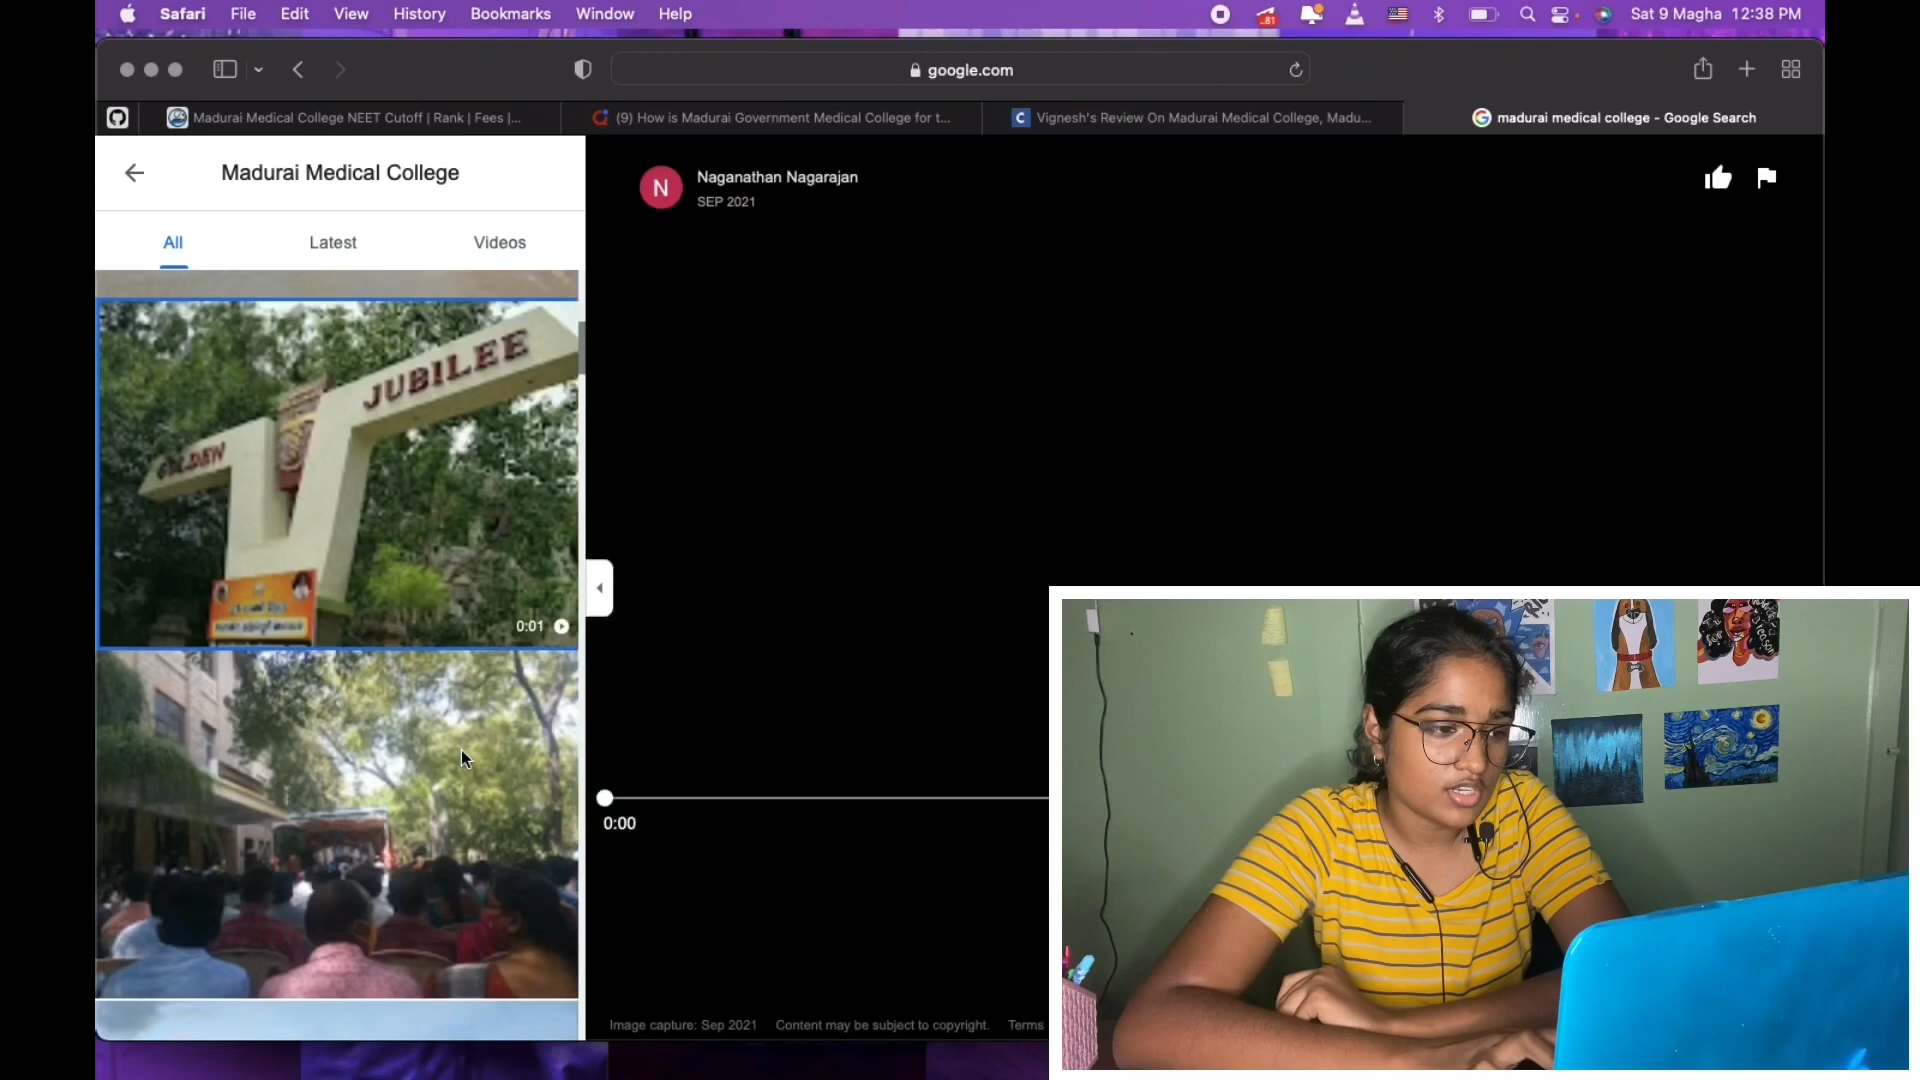 Safari File Edit View History Bookmarks Window Help
.81
Sat 9 Magha 12:38 PM
google.com
Madurai Medical College NEET Cutoff | Rank | Fees |...
(9) How is Madurai Government Medical College for t...
C Vignesh's Review On Madurai Medical College, Madu...
G madurai medical college - Google Search
Madurai Medical College
All Latest Videos
N
Naganathan Nagarajan
SEP 2021
GOLDEN JUBILEE
0:01
0:00
Image capture: Sep 2021 Content may be subject to copyright. Terms